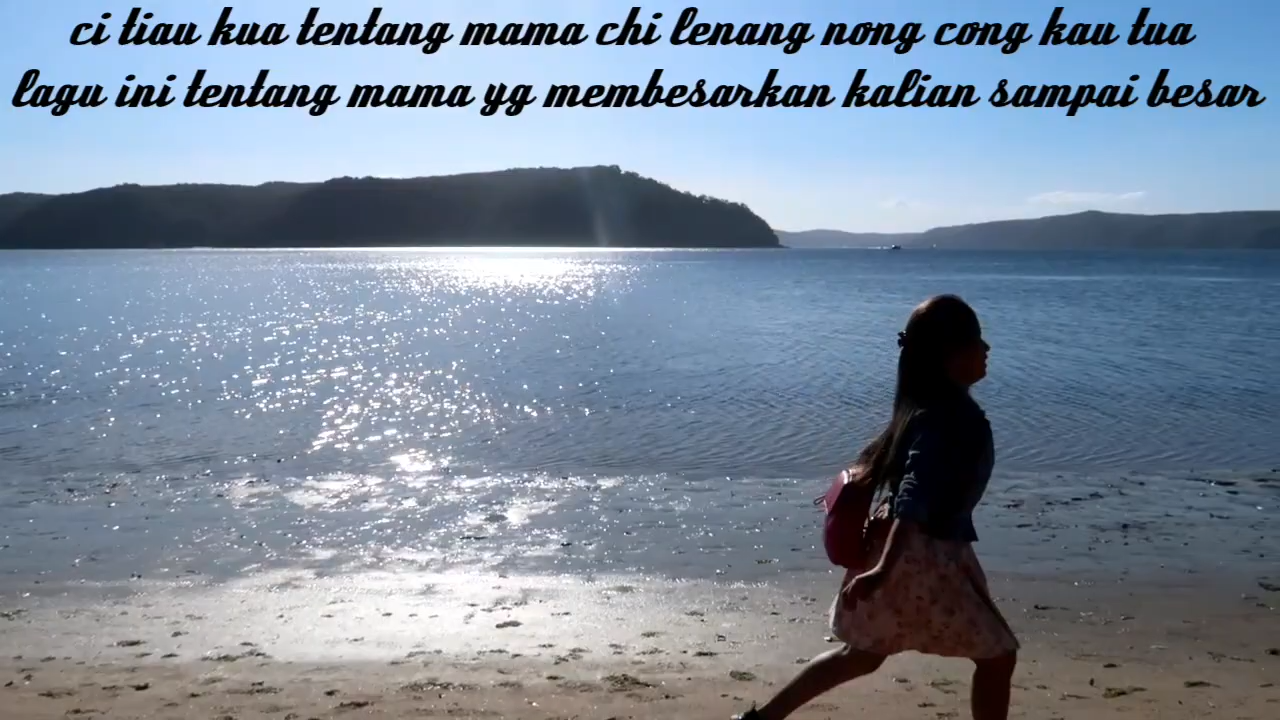 ci tiau kua tentang mama chi lenang nong cong kau tua
lagu ini tentang mama yg membesarkan kalian sampai besar